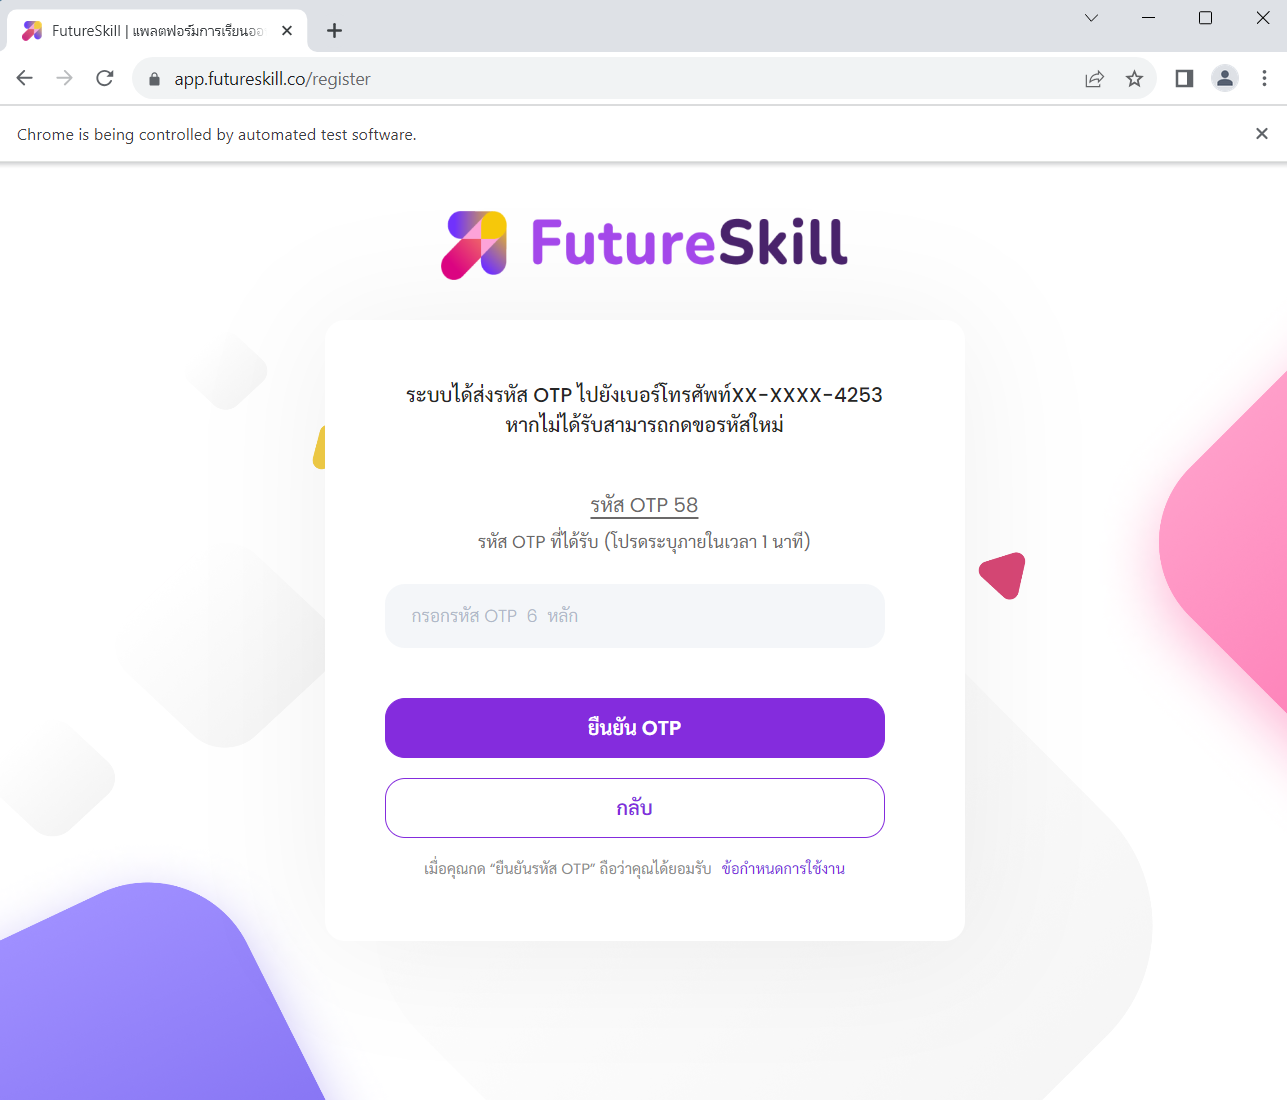 FutureSkill | แพลตฟอร์มการเรียนออ
app.futureskill.co/register
Chrome is being controlled by automated test software.
FutureSkill
ระบบได้ส่งรหัส OTP ไปยังเบอร์โทรศัพท์XX-XXXX-4253
หากไม่ได้รับสามารถกดขอรหัสใหม่
รหัส OTP 58
รหัส OTP ที่ได้รับ (โปรดระบุภายในเวลา 1 นาที)
กรอกรหัส OTP 6 หลัก
ยืนยัน OTP
กลับ
เมื่อคุณกด “ยืนยันรหัส OTP” ถือว่าคุณได้ยอมรับ ข้อกำหนดการใช้งาน